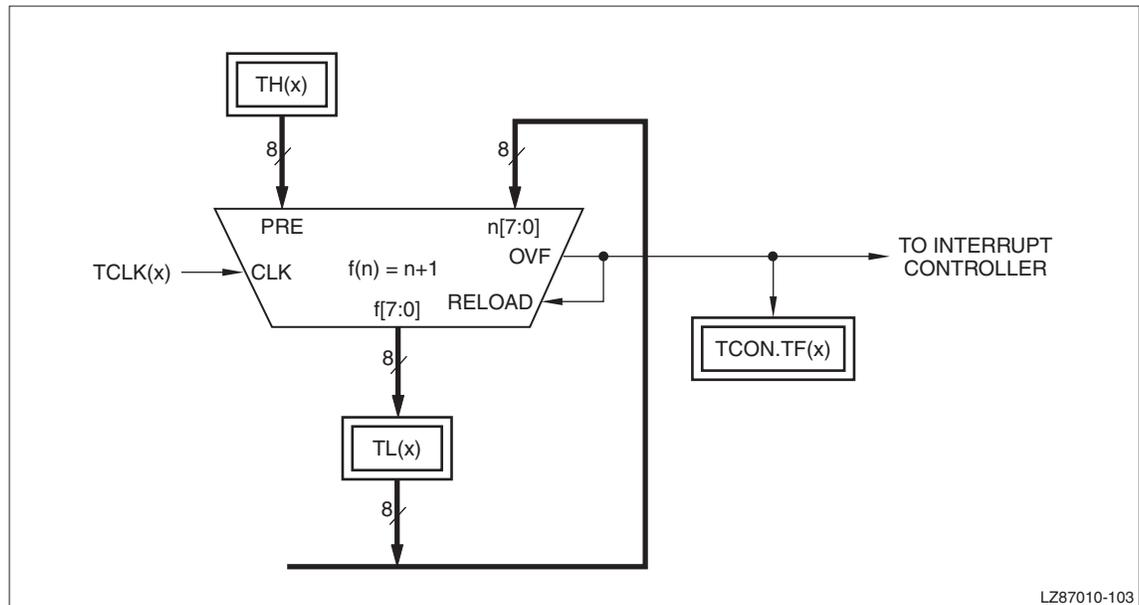 TH(x)
8
8
PRE
n[7:0]
OVF
TO INTERRUPT
CONTROLLER
TCLK(x)
CLK
f(n) = n+1
RELOAD
f[7:0]
TCON.TF(x)
8
TL(x)
8
LZ87010-103